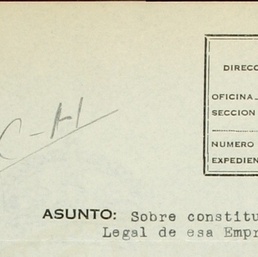 DIRECC
OFICINA
SECCION
NUMERO
EXPEDIEN
C-H
ASUNTO: Sobre constitu
Legal de esa Empr